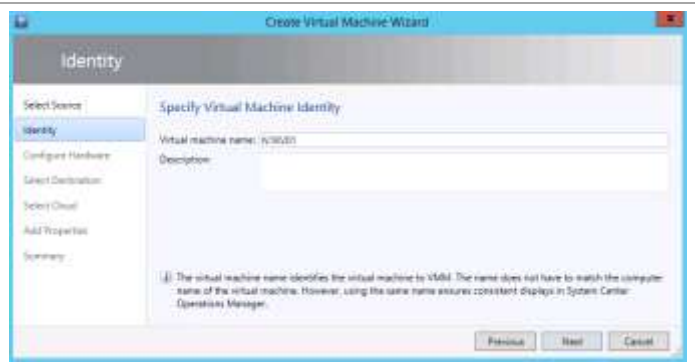 Create Virtual Machine Wizard
Identity
Select Source
Identity
Configure Hardware
Select Destination
Select Cloud
Add Properties
Summary
Specify Virtual Machine Identity
Virtual machine name:
Description:
The virtual machine name identifies the virtual machine to VMM. The name does not have to match the computer
name of the virtual machine. However, using the same name ensures consistent displays in System Center
Operations Manager.
Previous
Next
Cancel